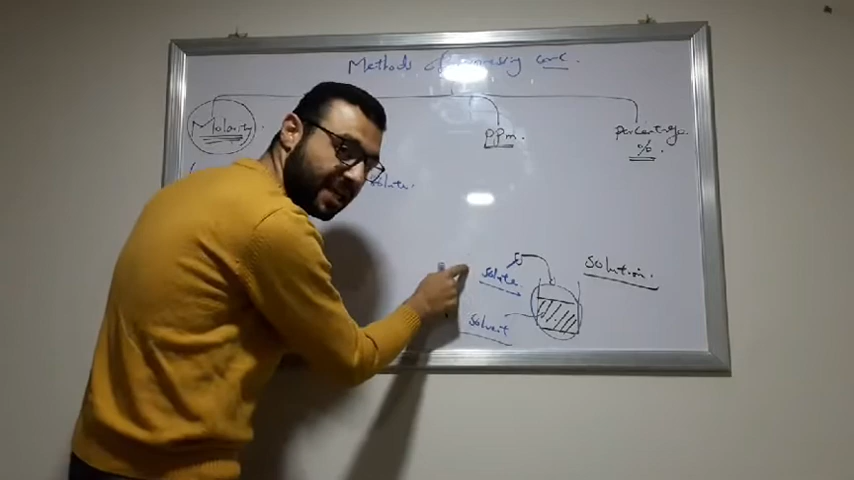 Methods of expressing conc.
Molarity
PPm.
percentage
%.
solute.
Solute.
Solution.
Solvent